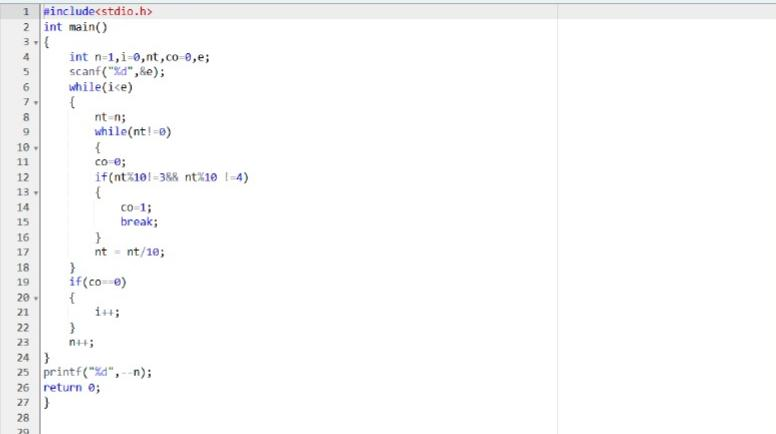 1 #include<stdio.h>
2 int main()
3 {
4 int n=1,i=0,nt,co=0,e;
5 scanf("%d",&e);
6 while(i<e)
7 {
8 nt=n;
9 while(nt!=0)
10 {
11 co=0;
12 if(nt%10!=3&& nt%10 !=4)
13 {
14 co=1;
15 break;
16 }
17 nt = nt/10;
18 }
19 if(co==0)
20 {
21 i++;
22 }
23 n++;
24 }
25 printf("%d",--n);
26 return 0;
27 }
28
29